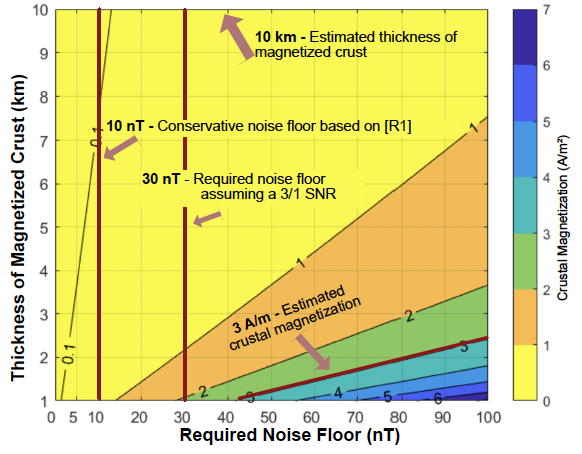 10
9
8
7
6
5
4
3
2
1
Thickness of Magnetized Crust (km)
10 km - Estimated thickness of
magnetized crust
10 nT - Conservative noise floor based on [R1]
30 nT - Required noise floor
assuming a 3/1 SNR
3 A/m - Estimated
crustal magnetization
0.1
0.1
1
1
2
2
3
3
4
5
6
0 5 10 20 30 40 50 60 70 80 90 100
Required Noise Floor (nT)
7
6
5
4
3
2
1
0
Crustal Magnetization (A/m²)